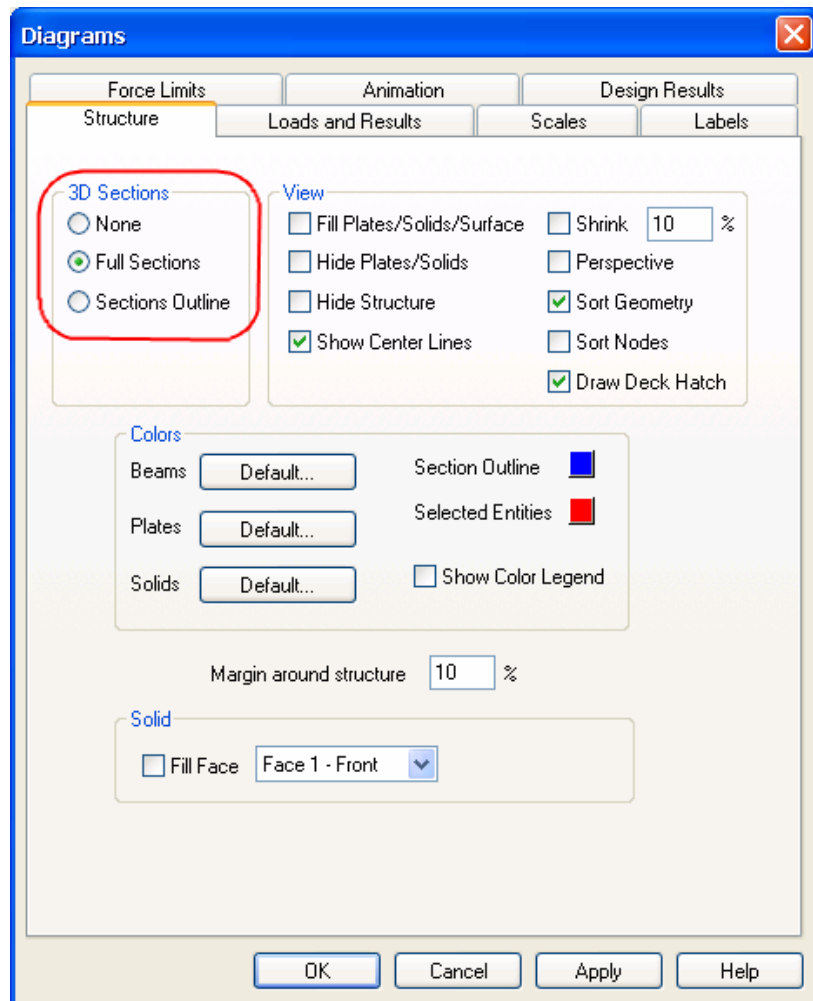 Diagrams
Force Limits
Animation
Design Results
Structure
Loads and Results
Scales
Labels
3D Sections
None
Full Sections
Sections Outline
View
Fill Plates/Solids/Surface
Hide Plates/Solids
Hide Structure
Show Center Lines
Shrink 10 %
Perspective
Sort Geometry
Sort Nodes
Draw Deck Hatch
Colors
Beams Default...
Plates Default...
Solids Default...
Section Outline
Selected Entities
Show Color Legend
Margin around structure 10 %
Solid
Fill Face Face 1 - Front
OK
Cancel
Apply
Help